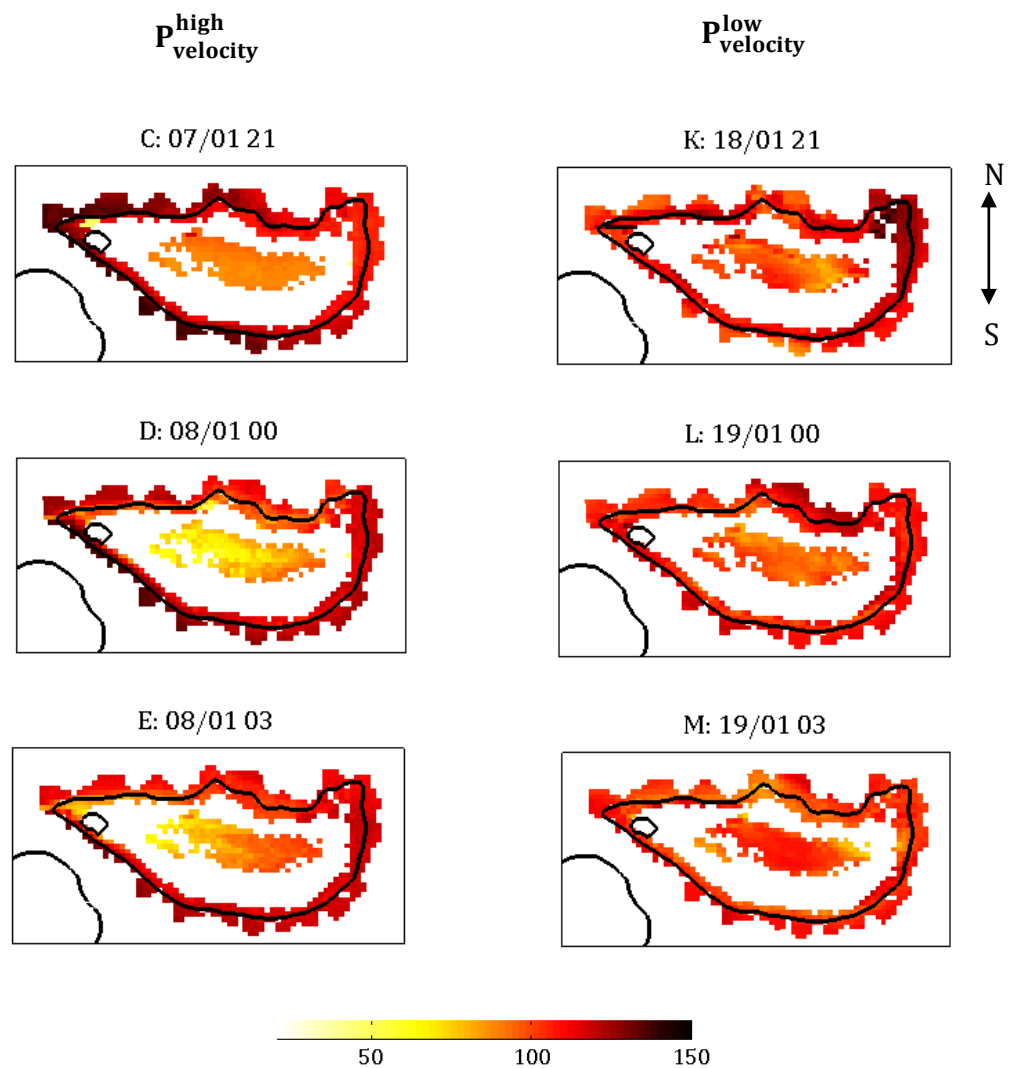 P^high_velocity P^low_velocity
C: 07/01 21 K: 18/01 21
N
S
D: 08/01 00 L: 19/01 00
E: 08/01 03 M: 19/01 03
50 100 150